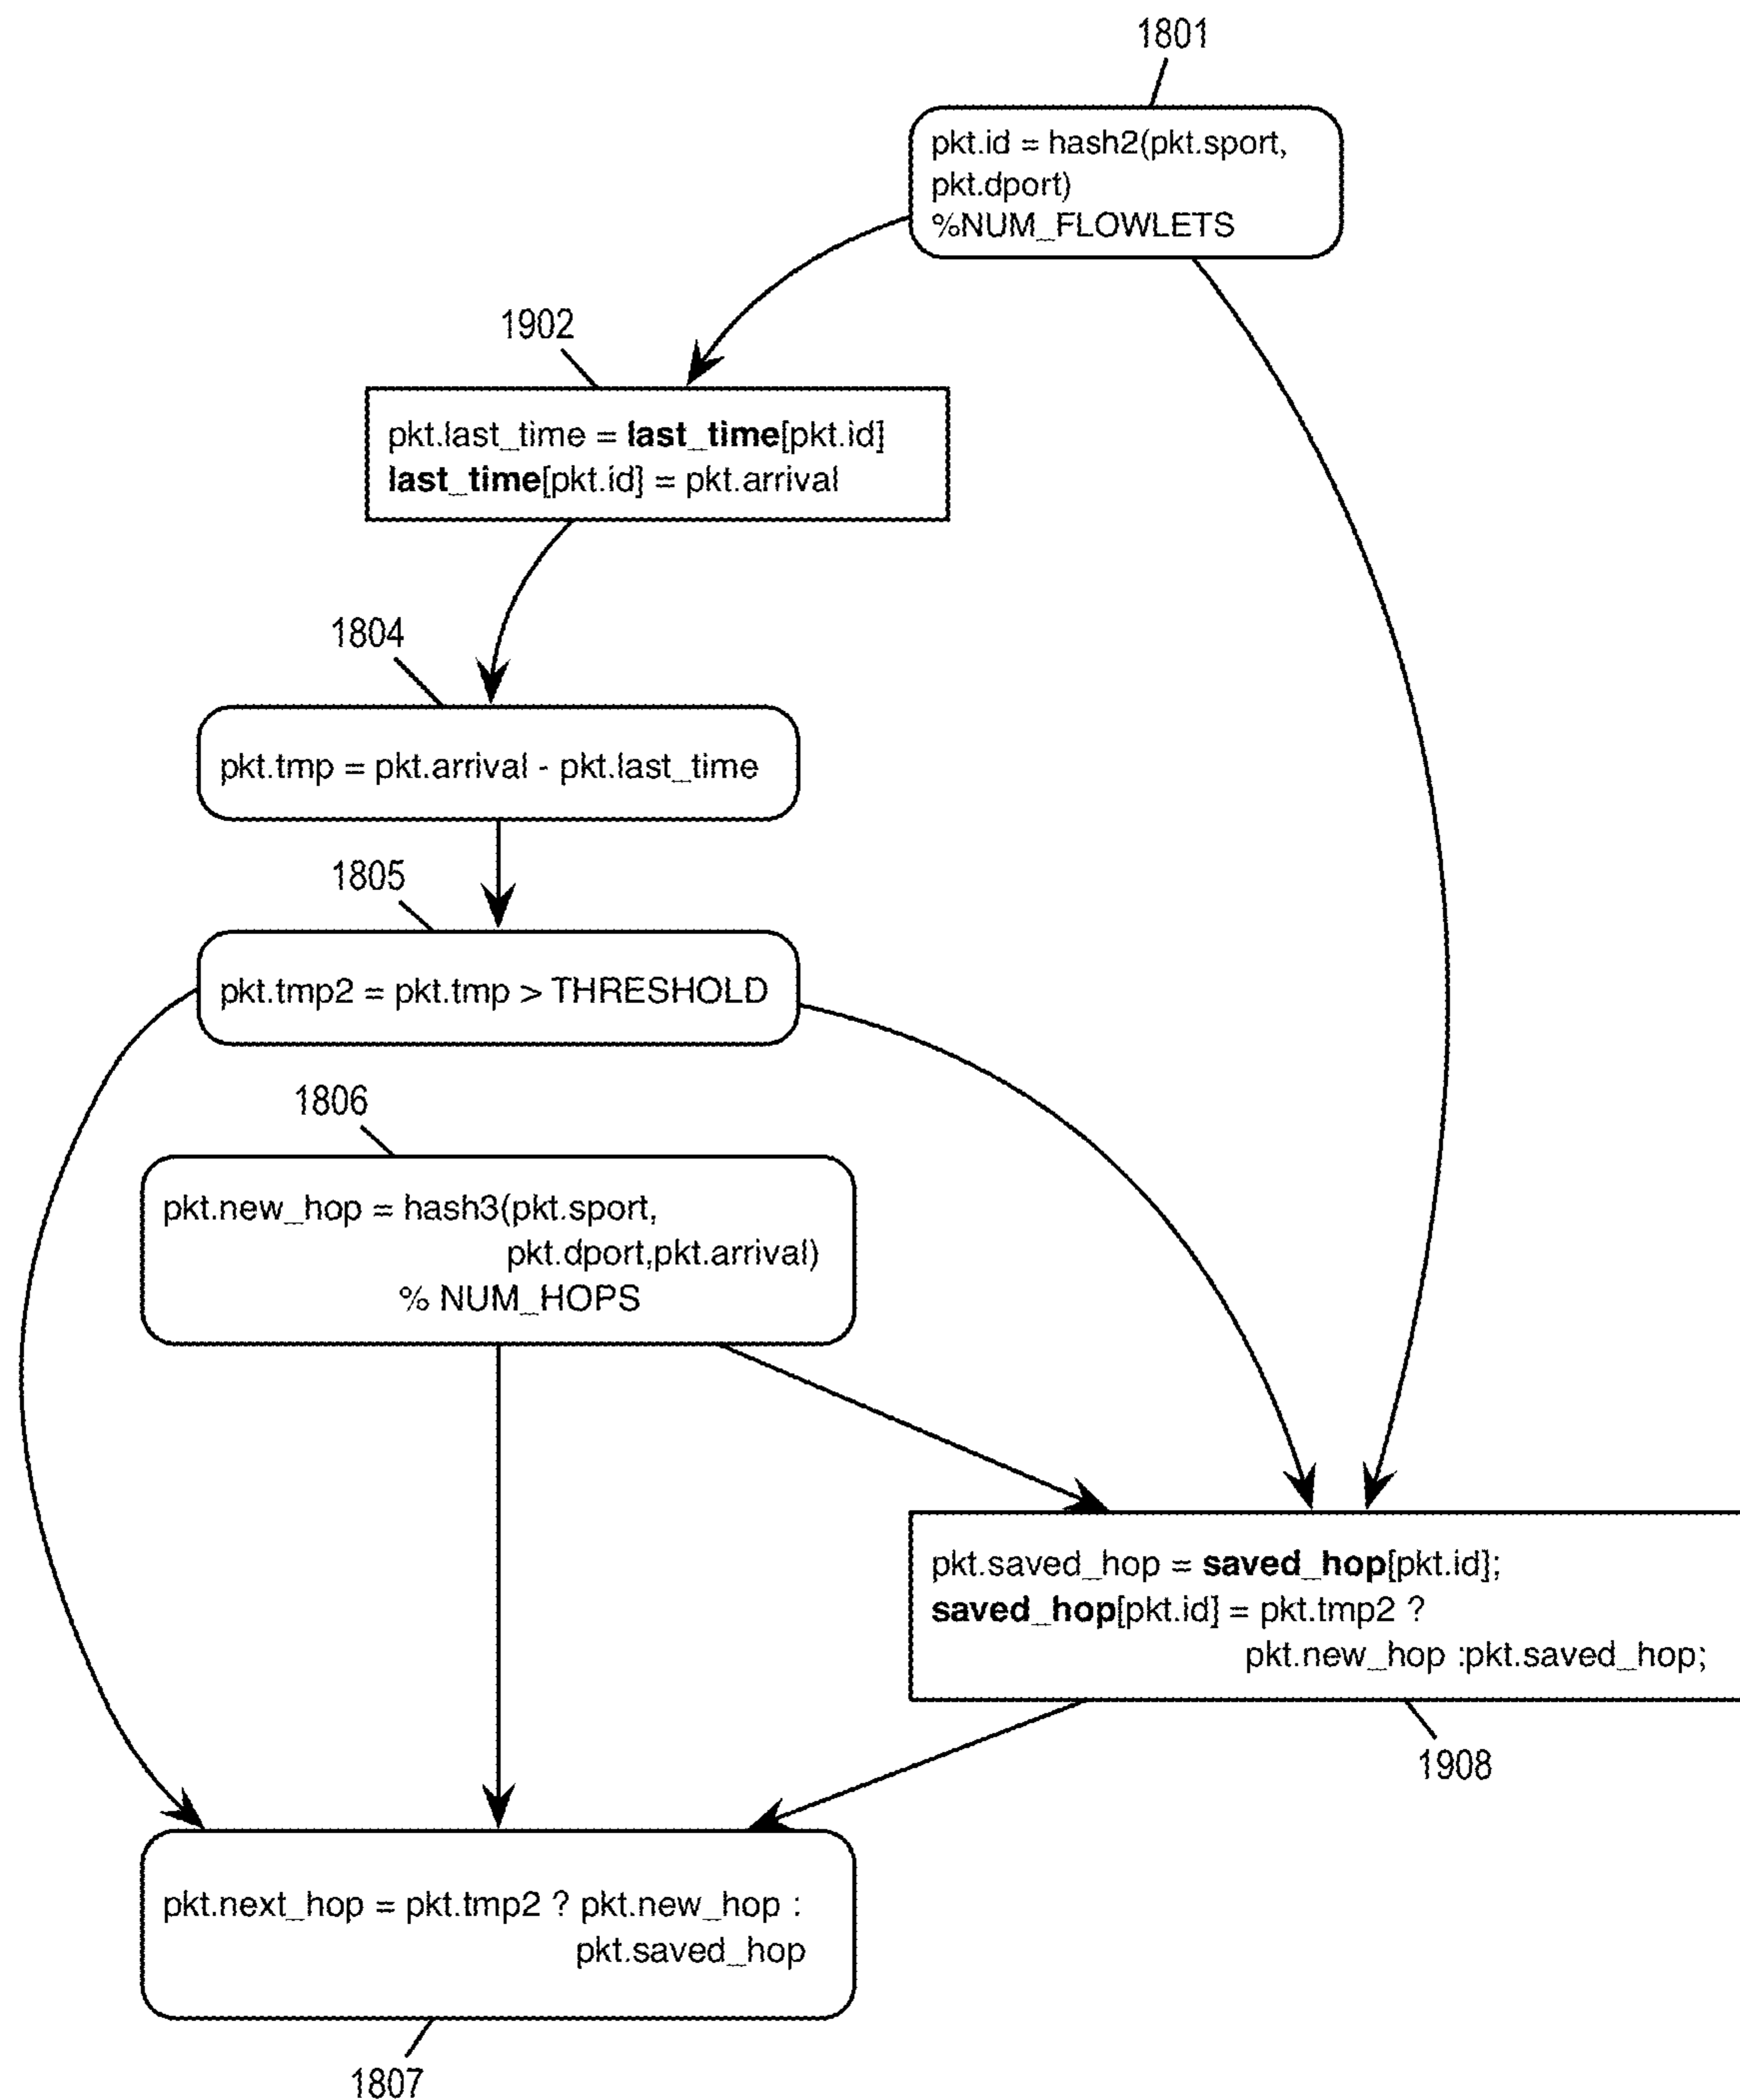 1801
pkt.id = hash2(pkt.sport,
pkt.dport)
%NUM_FLOWLETS
1902
pkt.last_time = last_time[pkt.id]
last_time[pkt.id] = pkt.arrival
1804
pkt.tmp = pkt.arrival - pkt.last_time
1805
pkt.tmp2 = pkt.tmp > THRESHOLD
1806
pkt.new_hop = hash3(pkt.sport,
pkt.dport,pkt.arrival)
% NUM_HOPS
pkt.saved_hop = saved_hop[pkt.id];
saved_hop[pkt.id] = pkt.tmp2 ?
pkt.new_hop :pkt.saved_hop;
1908
pkt.next_hop = pkt.tmp2 ? pkt.new_hop :
pkt.saved_hop
1807